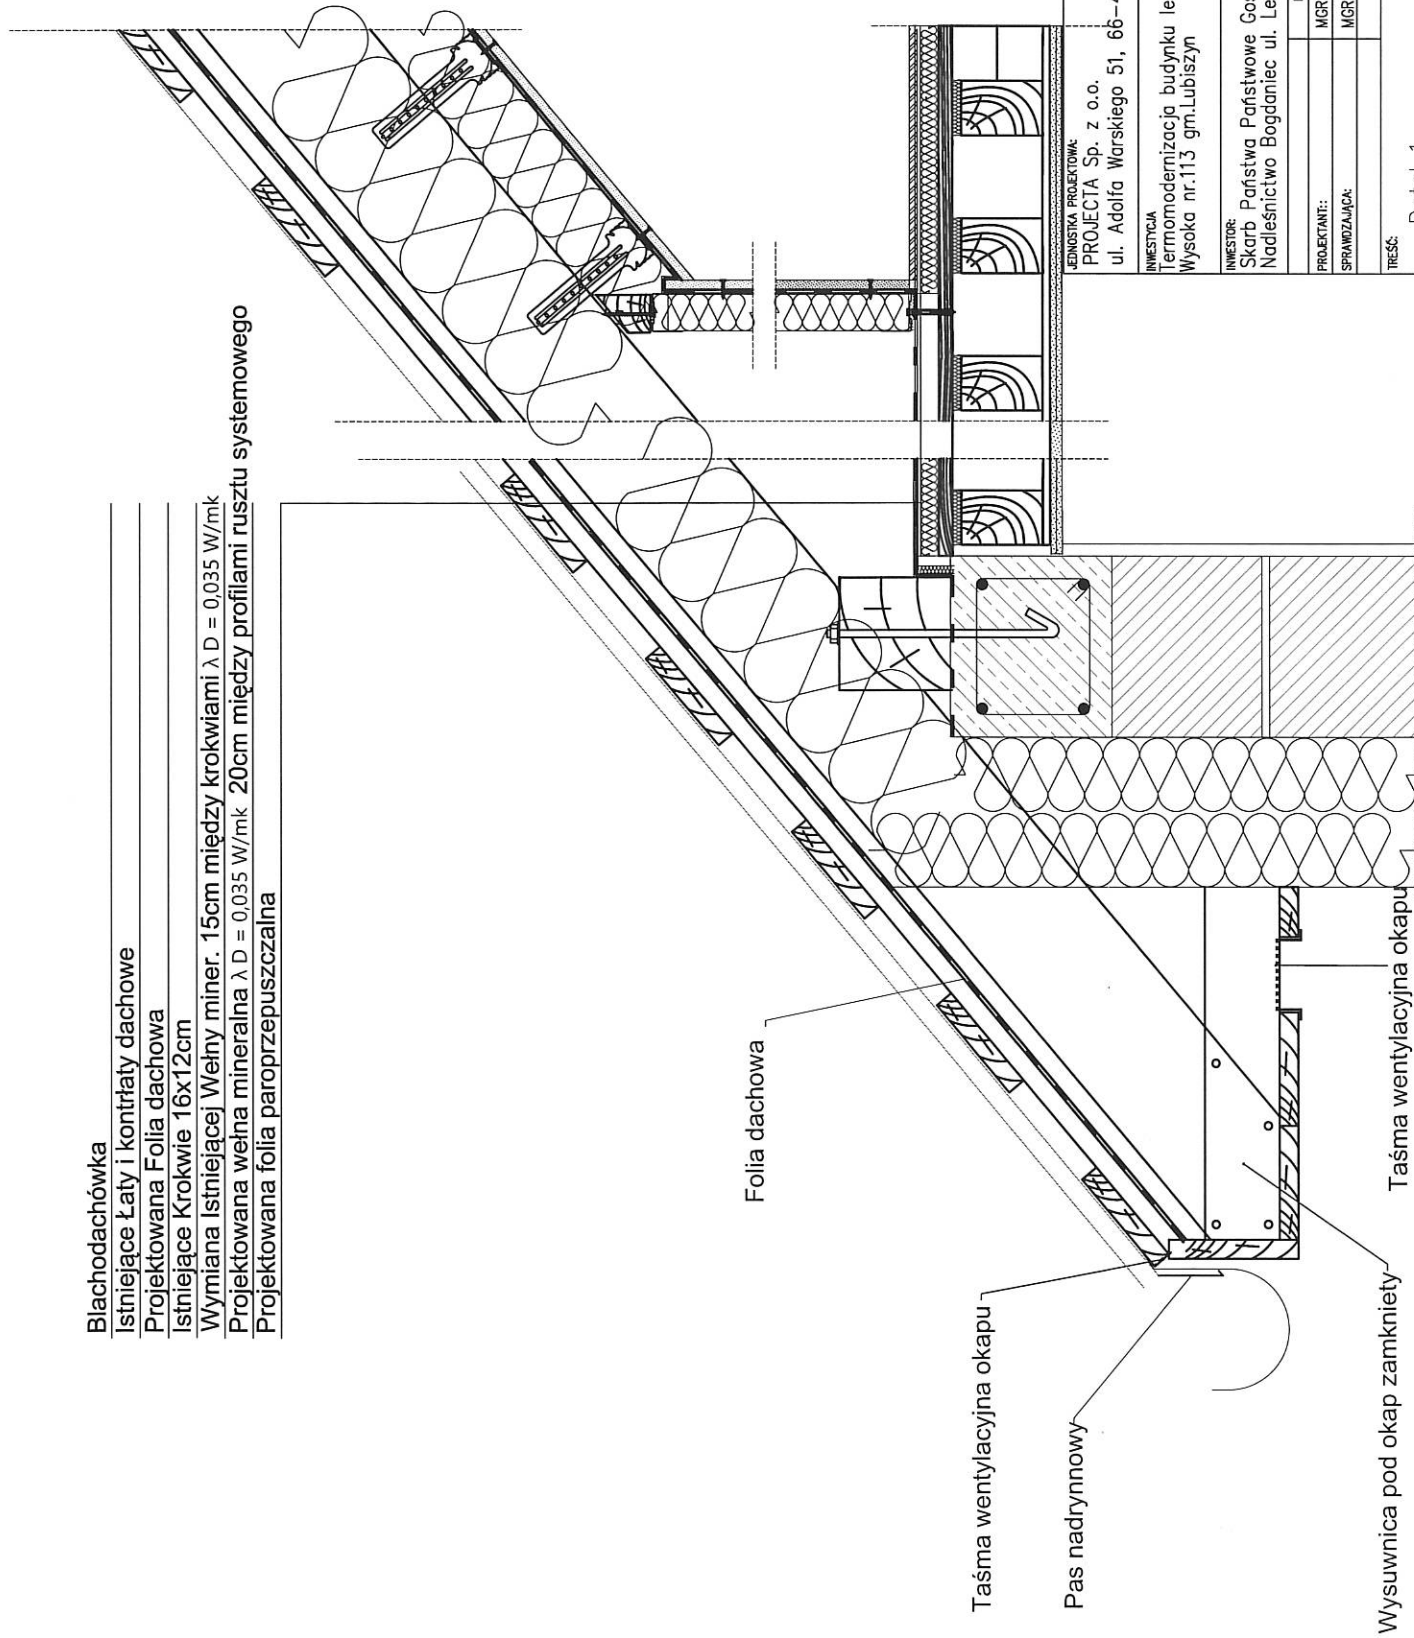 Blachodachówka
Istniejące Łaty i kontrłaty dachowe
Projektowana Folia dachowa
Istniejące Krokwie 16x12cm
Wymiana Istniejącej Wełny miner. 15cm między krokwiami λ D = 0,035 W/mk
Projektowana wełna mineralna λ D = 0,035 W/mk 20cm między profilami rusztu systemowego
Projektowana folia paroprzepuszczalna
Folia dachowa
Taśma wentylacyjna okapu
Pas nadrynnowy
Wysuwnica pod okap zamkniety
Taśma wentylacyjna okapu
JEDNOSTKA PROJEKTOWA:
PROJECTA Sp. z o.o.
ul. Adolfa Warskiego 51, 66-4
INWESTYCJA
Termomodernizacja budynku le
Wysoka nr.113 gm.Lubiszyn
INWESTOR:
Skarb Państwa Państwowe Gos
Nadleśnictwo Bogdaniec ul. Le
PROJEKTANT::
MGR
SPRAWDZAJĄCA:
MGR
TREŚĆ: